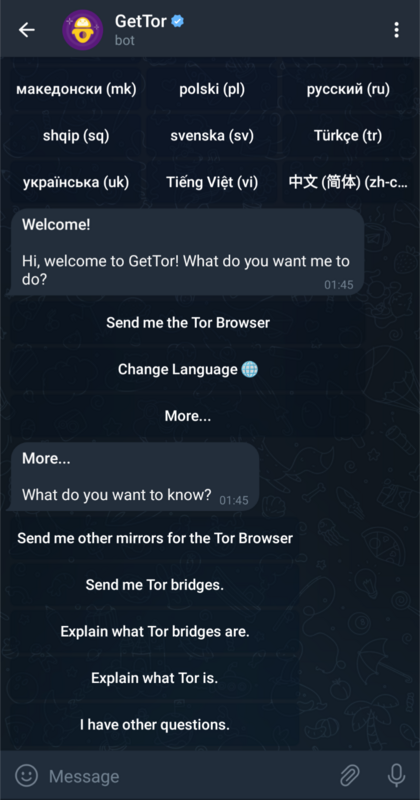 GetTor
bot
македонски (mk)
polski (pl)
русский (ru)
shqip (sq)
svenska (sv)
Türkçe (tr)
українська (uk)
Tiếng Việt (vi)
中文 (简体) (zh-c...
Welcome!
Hi, welcome to GetTor! What do you want me to
do?
01:45
Send me the Tor Browser
Change Language 🌐
More...
More...
What do you want to know?
01:45
Send me other mirrors for the Tor Browser
Send me Tor bridges.
Explain what Tor bridges are.
Explain what Tor is.
I have other questions.
Message